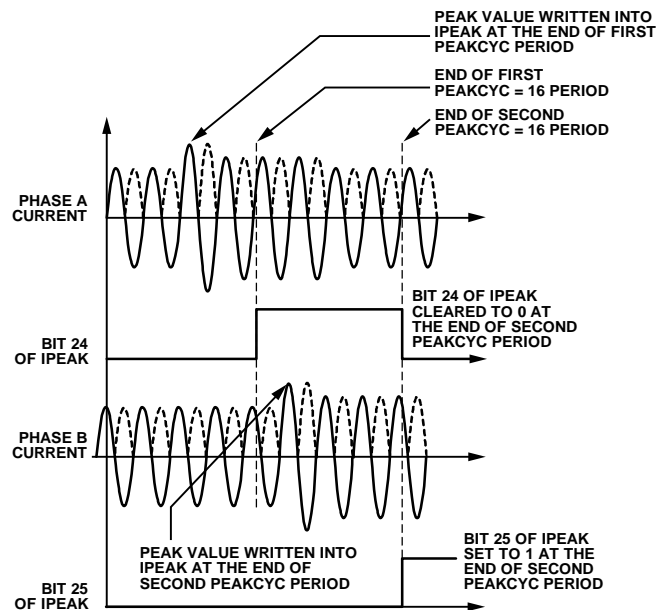 PEAK VALUE WRITTEN INTO
IPEAK AT THE END OF FIRST
PEAKCYC PERIOD
END OF FIRST
PEAKCYC = 16 PERIOD
END OF SECOND
PEAKCYC = 16 PERIOD
PHASE A
CURRENT
BIT 24 OF IPEAK
CLEARED TO 0 AT
THE END OF SECOND
PEAKCYC PERIOD
BIT 24
OF IPEAK
PHASE B
CURRENT
PEAK VALUE WRITTEN INTO
IPEAK AT THE END OF
SECOND PEAKCYC PERIOD
BIT 25 OF IPEAK
SET TO 1 AT THE
END OF SECOND
PEAKCYC PERIOD
BIT 25
OF IPEAK